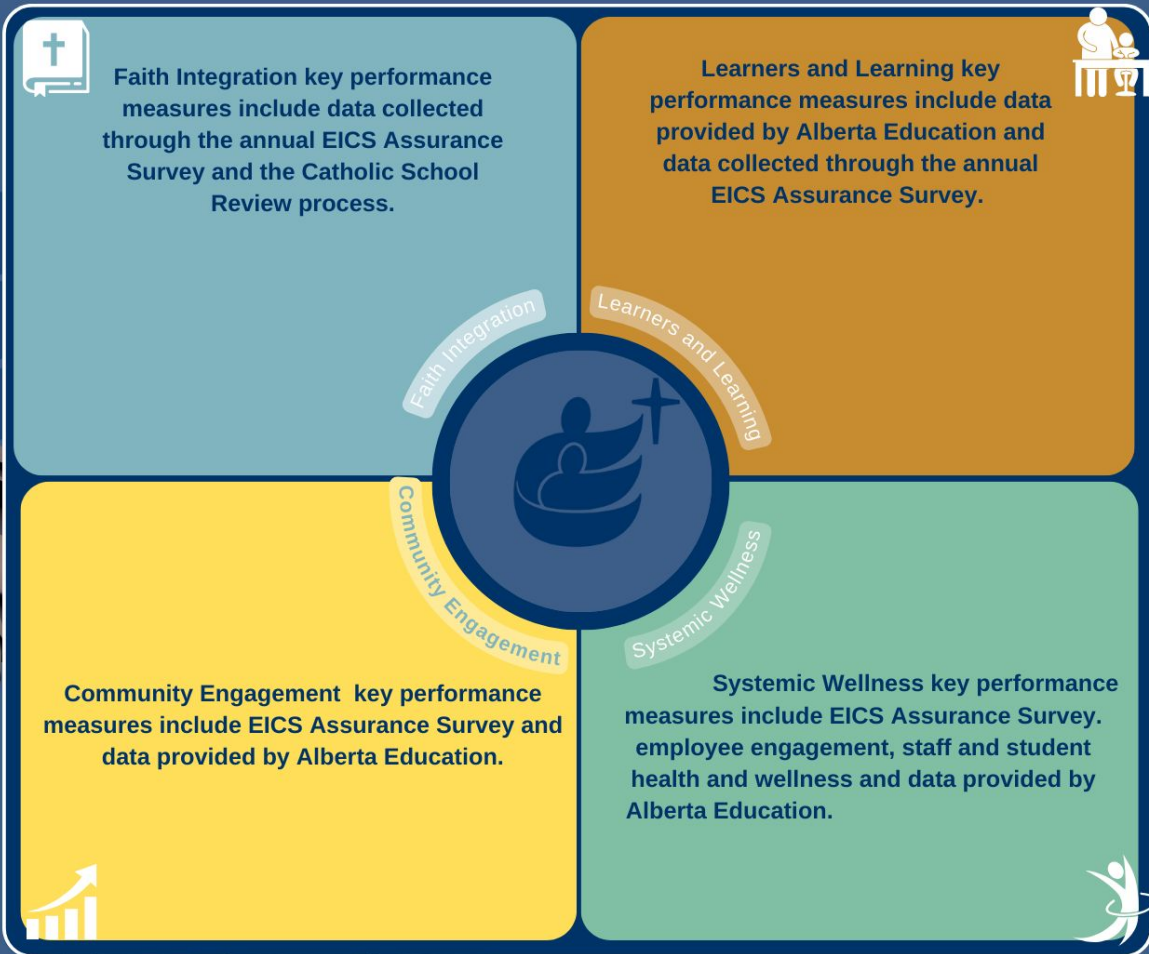 Faith Integration key performance
measures include data collected
through the annual EICS Assurance
Survey and the Catholic School
Review process.
Learners and Learning key
performance measures include data
provided by Alberta Education and
data collected through the annual
EICS Assurance Survey.
Faith Integration
Learners and Learning
Community Engagement
Systemic Wellness
Community Engagement  key performance
measures include EICS Assurance Survey and
data provided by Alberta Education.
Systemic Wellness key performance
measures include EICS Assurance Survey.
employee engagement, staff and student
health and wellness and data provided by
Alberta Education.